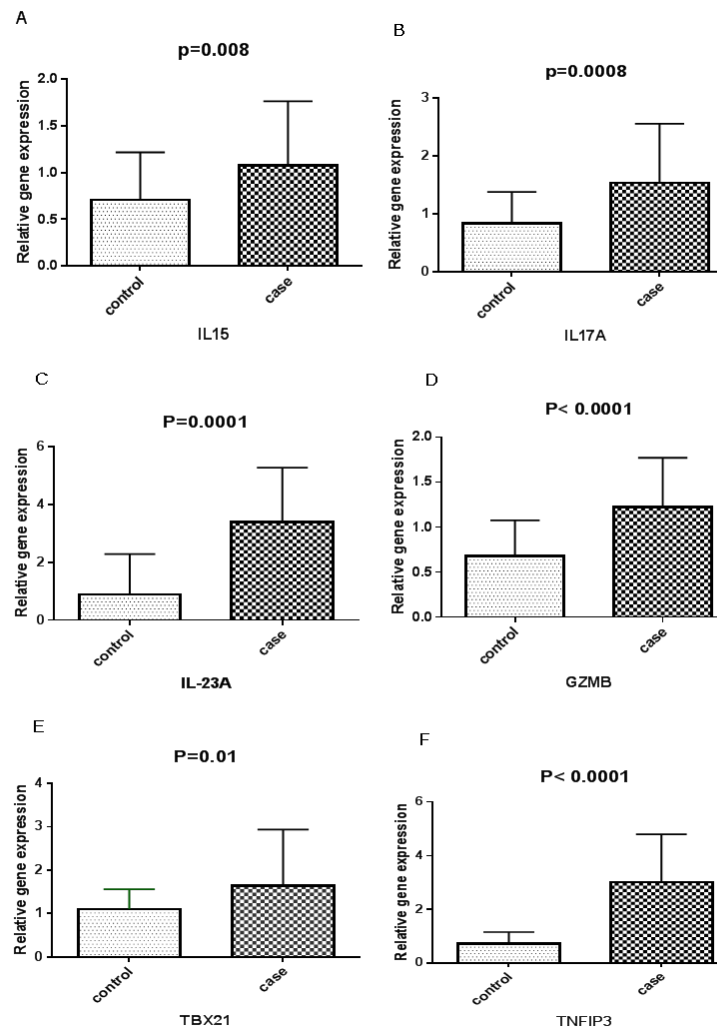 A
p=0.008
Relative gene expression
2.0
1.5
1.0
0.5
0.0
control
case
IL15
B
p=0.0008
Relative gene expression
3
2
1
0
control
case
IL17A
C
P=0.0001
Relative gene expression
6
4
2
0
control
case
IL-23A
D
P< 0.0001
Relative gene expression
2.0
1.5
1.0
0.5
0.0
control
case
GZMB
E
P=0.01
Relative gene expression
4
3
2
1
0
control
case
TBX21
F
P< 0.0001
Relative gene expression
6
4
2
0
control
case
TNFIP3